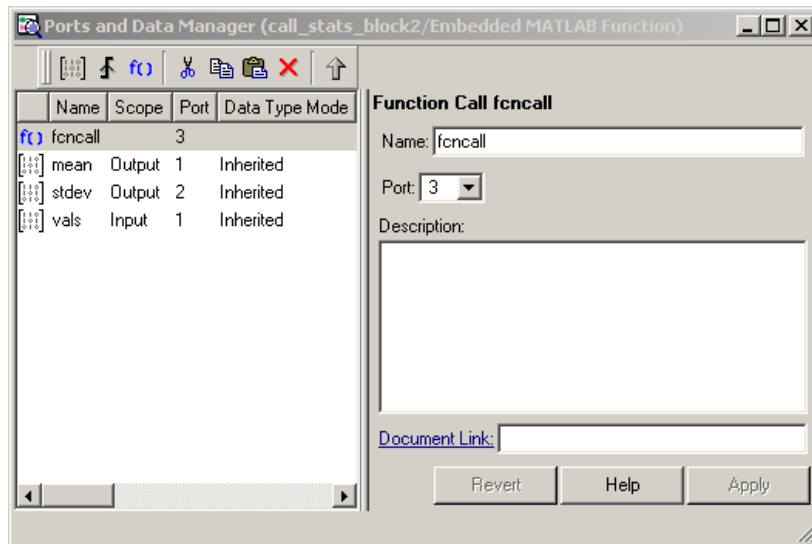 Ports and Data Manager (call_stats_block2/Embedded MATLAB Function)
f()
Name Scope Port Data Type Mode
f() fcncall 3
mean Output 1 Inherited
stdev Output 2 Inherited
vals Input 1 Inherited
Function Call fcncall
Name: fcncall
Port: 3
Description:
Document Link:
Revert Help Apply